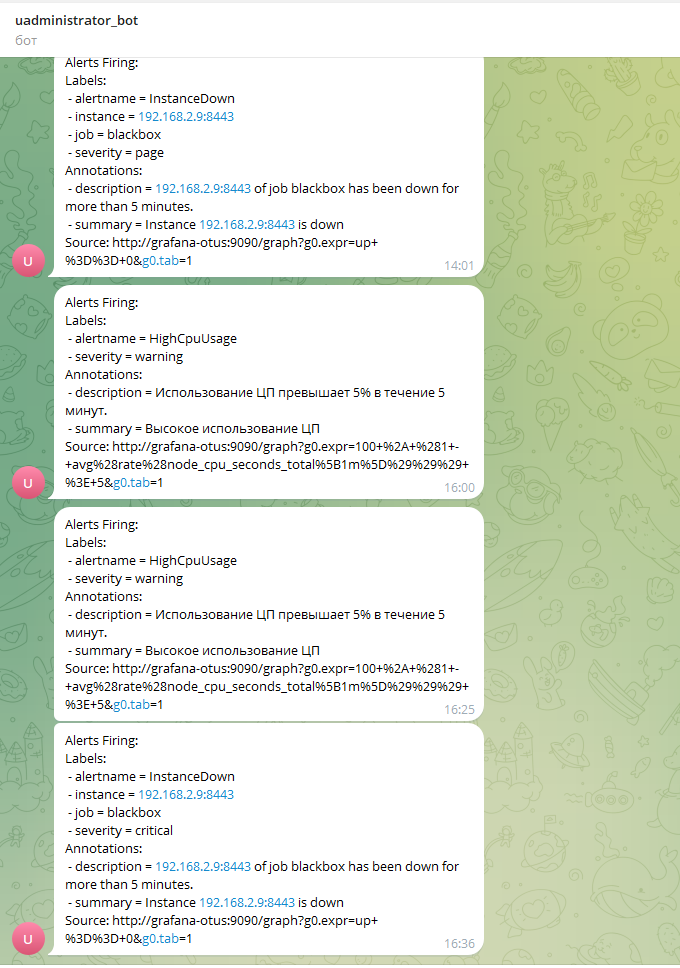 uadministrator_bot
бот
Alerts Firing:
Labels:
- alertname = InstanceDown
- instance = 192.168.2.9:8443
- job = blackbox
- severity = page
Annotations:
- description = 192.168.2.9:8443 of job blackbox has been down for
more than 5 minutes.
- summary = Instance 192.168.2.9:8443 is down
Source: http://grafana-otus:9090/graph?g0.expr=up+
%3D%3D+0&g0.tab=1
14:01
U
Alerts Firing:
Labels:
- alertname = HighCpuUsage
- severity = warning
Annotations:
- description = Использование ЦП превышает 5% в течение 5
минут.
- summary = Высокое использование ЦП
Source: http://grafana-otus:9090/graph?g0.expr=100+%2A+%281+-
+avg%28rate%28node_cpu_seconds_total%5B1m%5D%29%29%29+
%3E+5&g0.tab=1
16:00
U
Alerts Firing:
Labels:
- alertname = HighCpuUsage
- severity = warning
Annotations:
- description = Использование ЦП превышает 5% в течение 5
минут.
- summary = Высокое использование ЦП
Source: http://grafana-otus:9090/graph?g0.expr=100+%2A+%281+-
+avg%28rate%28node_cpu_seconds_total%5B1m%5D%29%29%29+
%3E+5&g0.tab=1
16:25
Alerts Firing:
Labels:
- alertname = InstanceDown
- instance = 192.168.2.9:8443
- job = blackbox
- severity = critical
Annotations:
- description = 192.168.2.9:8443 of job blackbox has been down for
more than 5 minutes.
- summary = Instance 192.168.2.9:8443 is down
Source: http://grafana-otus:9090/graph?g0.expr=up+
%3D%3D+0&g0.tab=1
16:36
U